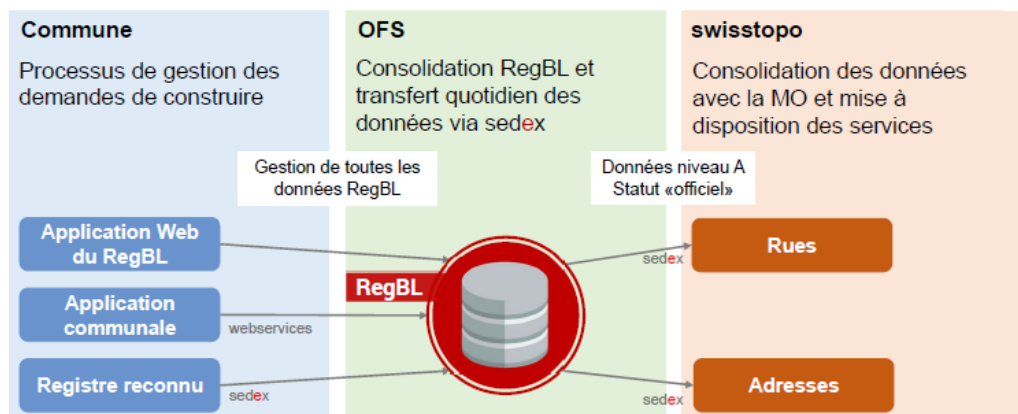 Commune
Processus de gestion des
demandes de construire
OFS
Consolidation RegBL et
transfert quotidien des
données via sedex
swisstopo
Consolidation des données
avec la MO et mise à
disposition des services
Gestion de toutes les
données RegBL
Données niveau A
Statut «officiel»
Application Web
du RegBL
Application
communale
webservices
Registre reconnu
sedex
RegBL
sedex
Rues
sedex
Adresses